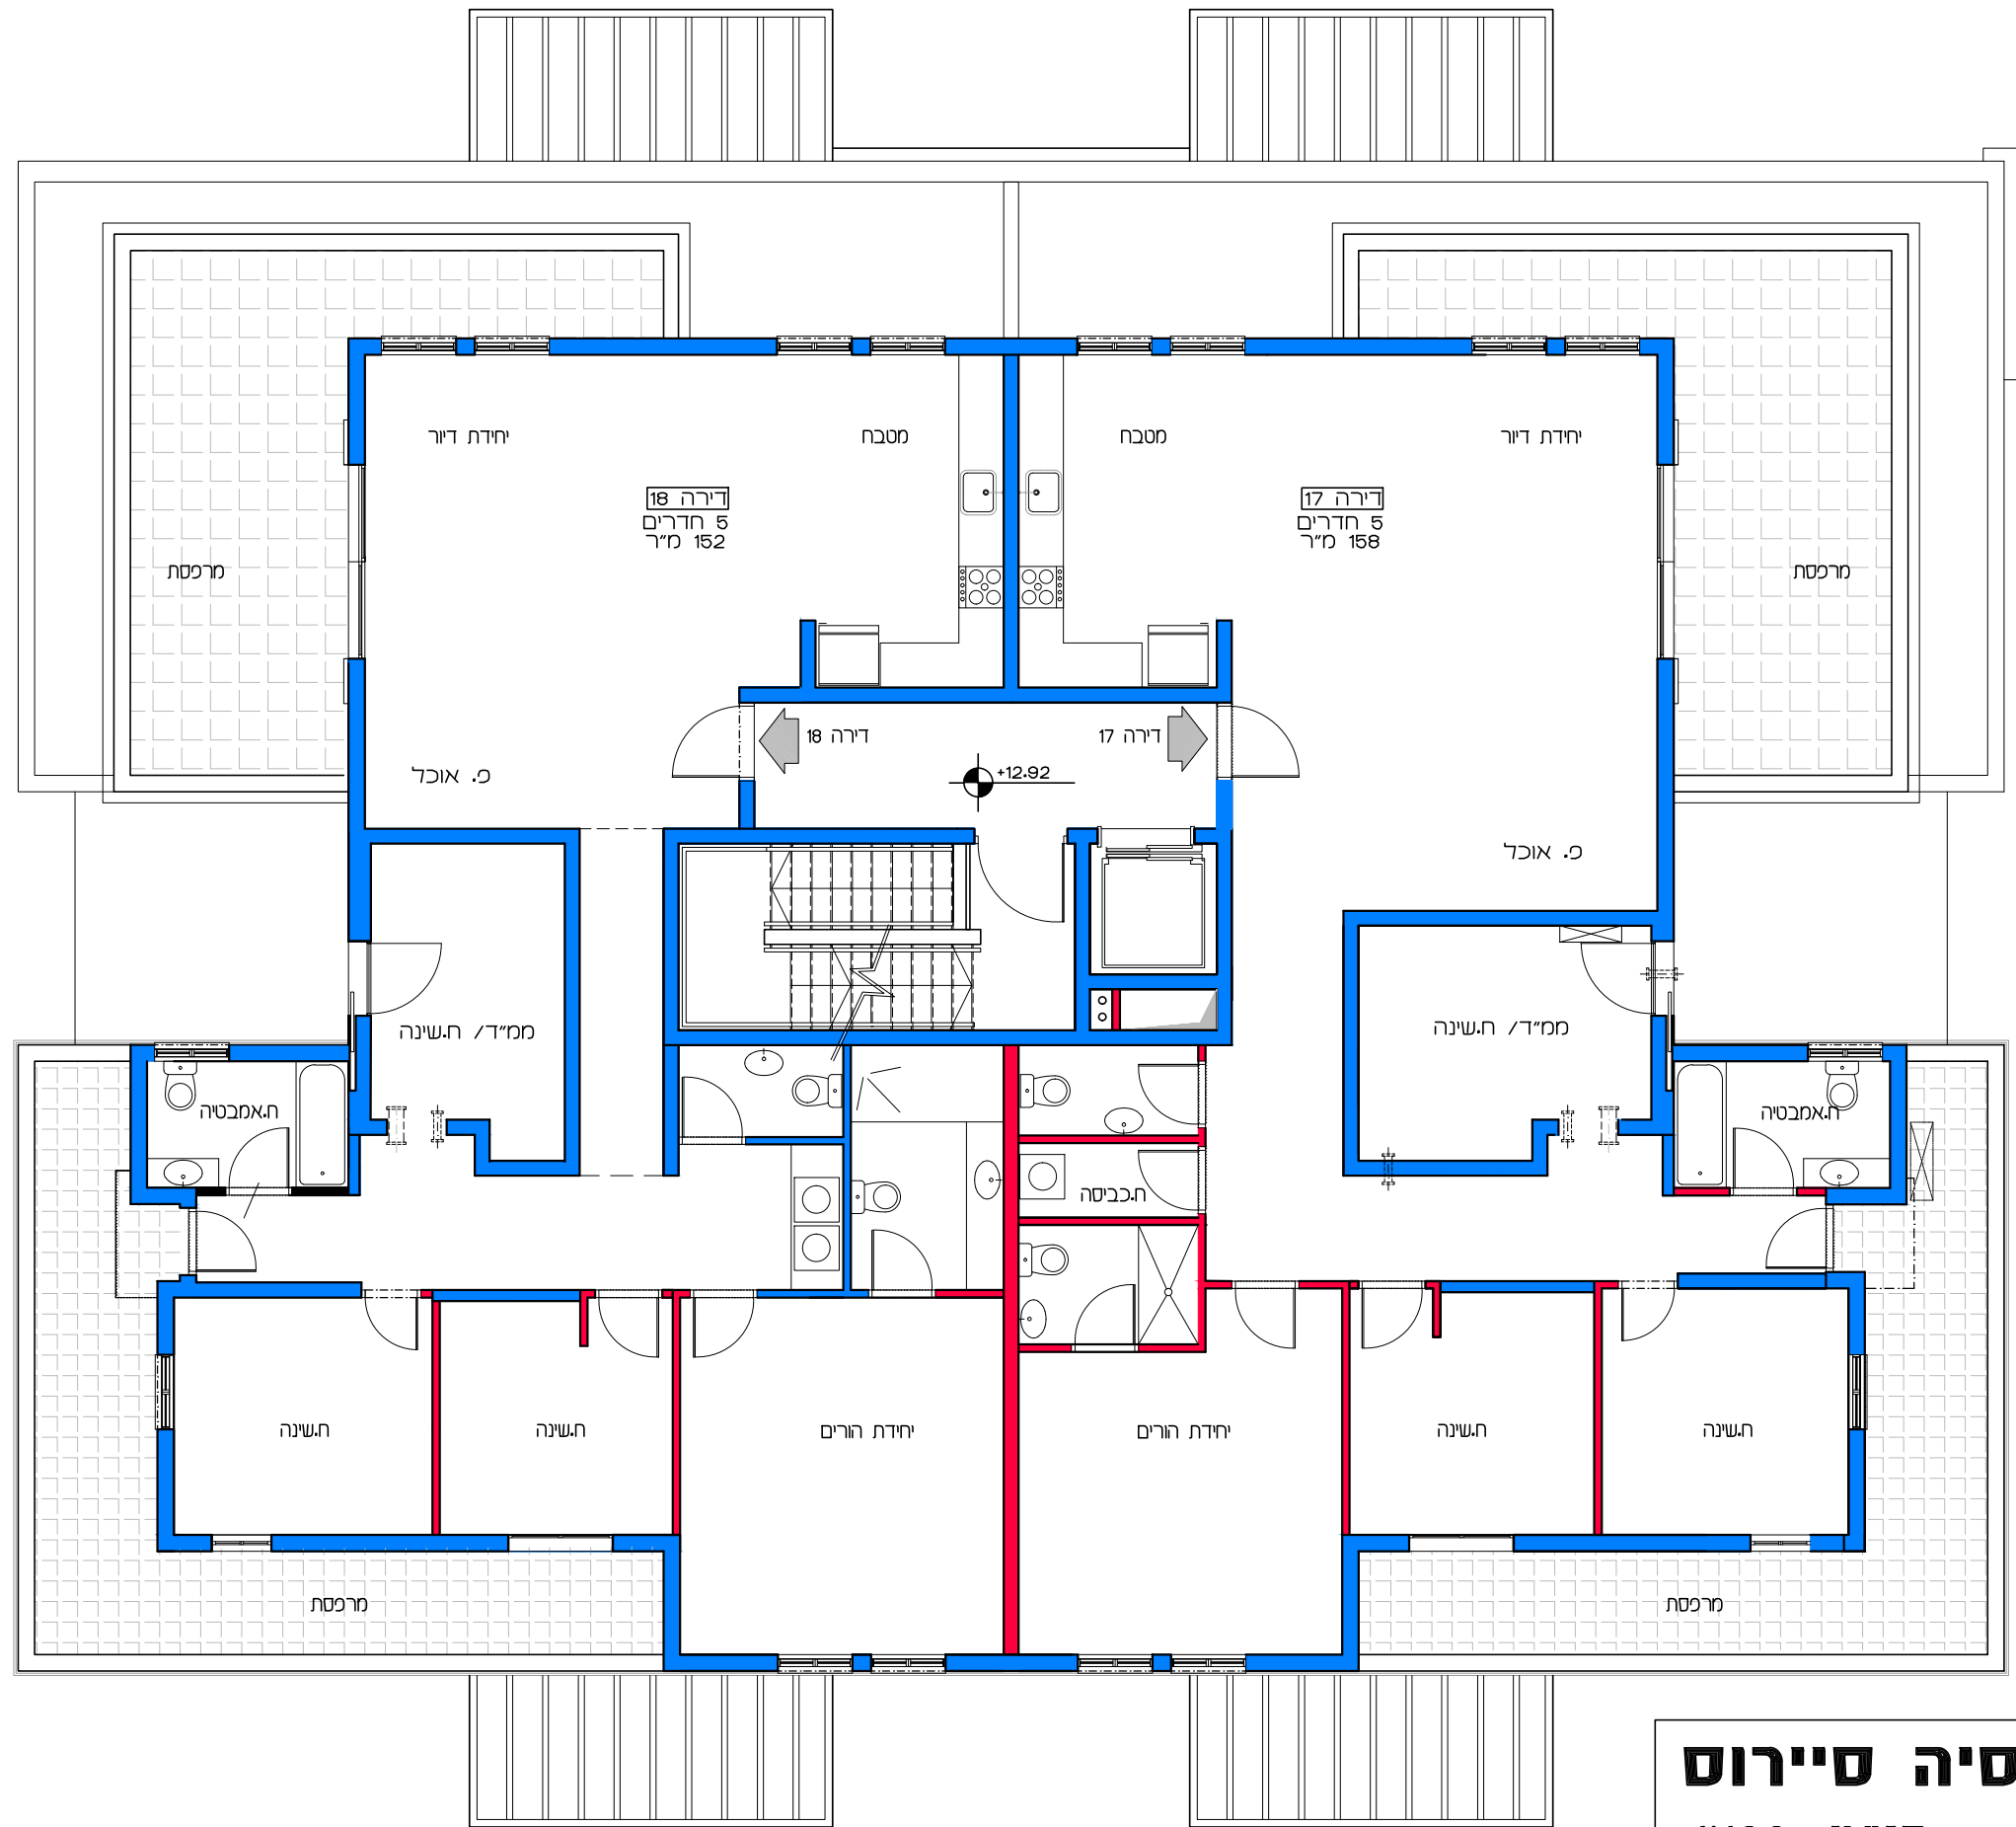 יחידת דיור
מטבח
מטבח
יחידת דיור
דירה 18
5 חדרים
152 מ"ר
דירה 17
5 חדרים
158 מ"ר
מרפסת
מרפסת
דירה 18
דירה 17
+12.92
פ. אוכל
פ. אוכל
ממ"ד/ ח.שינה
ממ"ד/ ח.שינה
ח.אמבטיה
ח.אמבטיה
ח.כביסה
ח.שינה
ח.שינה
יחידת הורים
יחידת הורים
ח.שינה
ח.שינה
מרפסת
מרפסת
סיה סיירוס